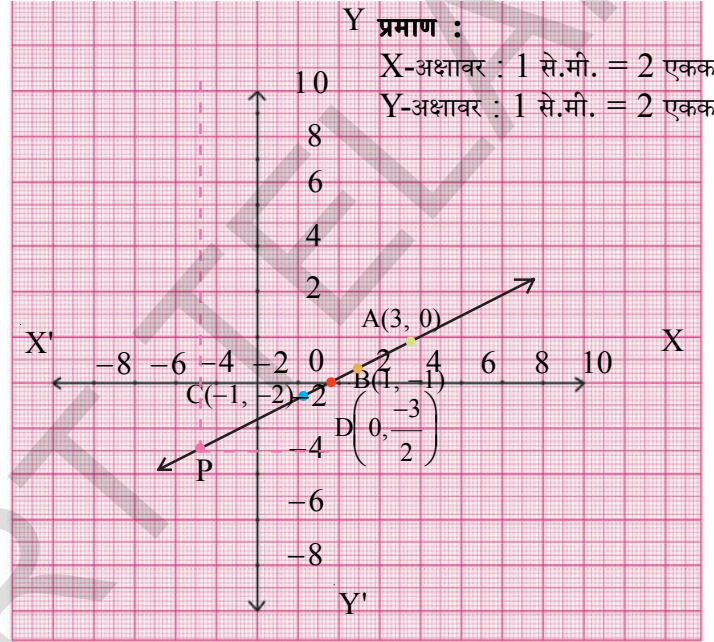 Y प्रमाण :
X-अक्षावर : 1 से.मी. = 2 एकक
Y-अक्षावर : 1 से.मी. = 2 एकक
10
8
6
4
2
A(3, 0)
X' X
−8 −6 −4 −2 0 2 4 6 8 10
B(1, −1)
C(−1, −2) −2
D(0, −3/2)
−4
P
−6
−8
Y'